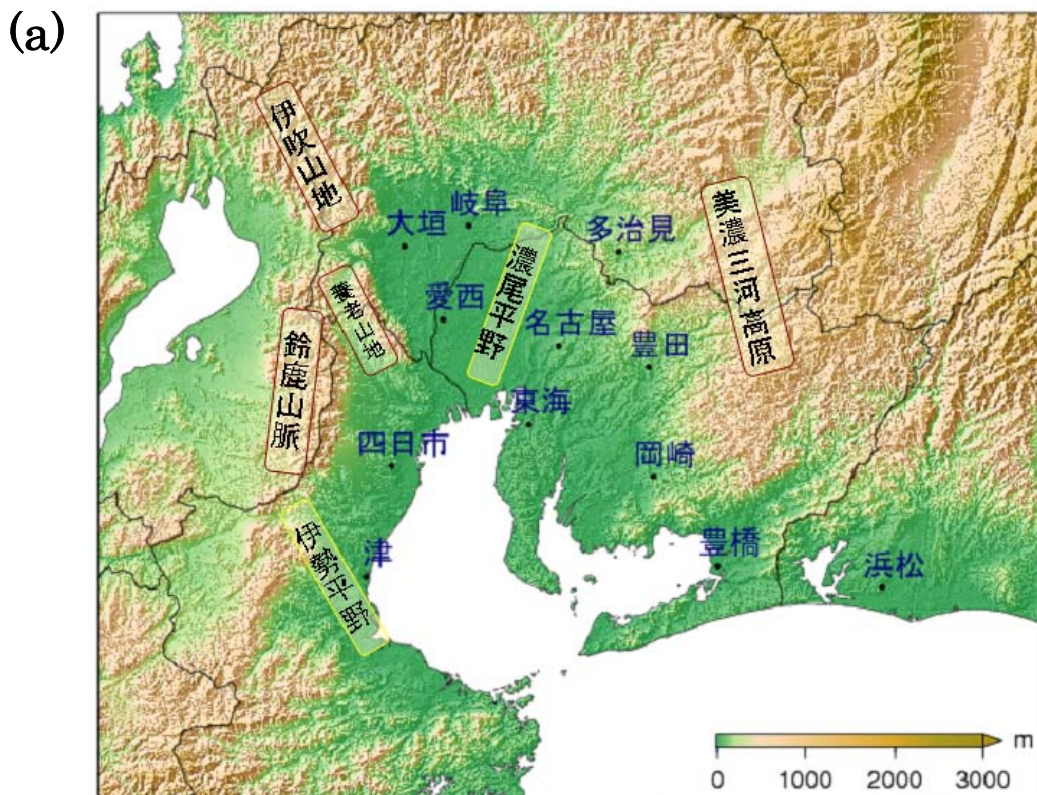 (a)
伊吹山地
岐阜
大垣
多治見
美濃三河高原
濃尾平野
養老山地
愛西
名古屋
豊田
鈴鹿山脈
東海
四日市
岡崎
伊勢平野
津
豊橋
浜松
m
0 1000 2000 3000